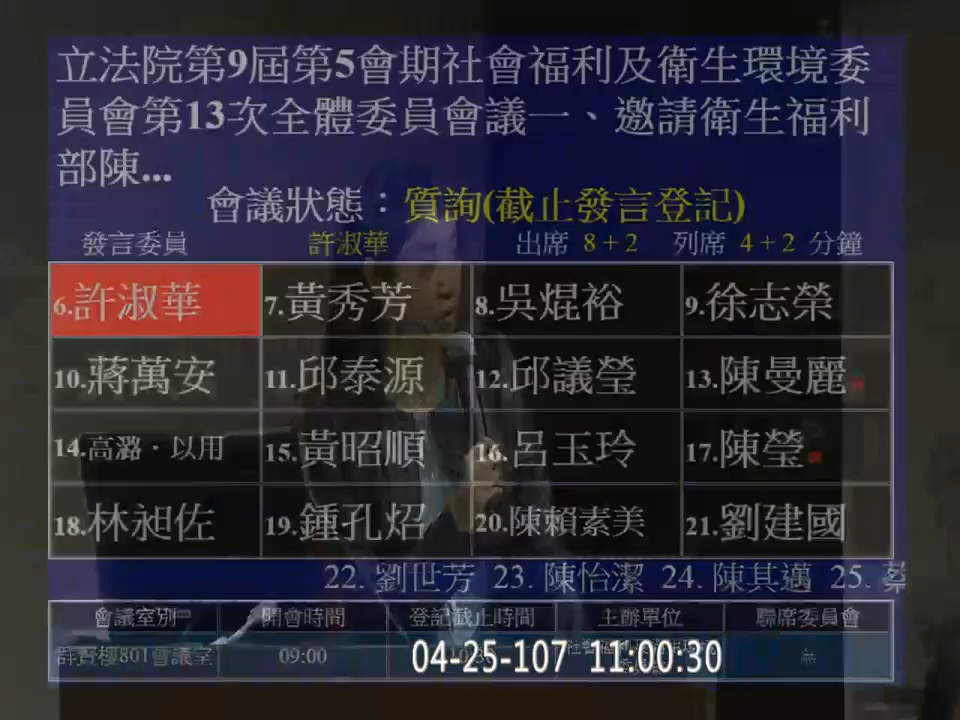 立法院第9屆第5會期社會福利及衛生環境委
員會第13次全體委員會議一、邀請衛生福利
部陳...
會議狀態：質詢(截止發言登記)
發言委員 許淑華 出席 8+2 列席 4+2 分鐘
6.許淑華 7.黃秀芳 8.吳焜裕 9.徐志榮
10.蔣萬安 11.邱泰源 12.邱議瑩 13.陳曼麗
14.高潞．以用 15.黃昭順 16.呂玉玲 17.陳瑩
18.林昶佐 19.鍾孔炤 20.陳賴素美 21.劉建國
22. 劉世芳 23. 陳怡潔 24. 陳其邁 25. 蔡
會議室別 開會時間 登記截止時間 主辦單位 聯席委員會
群賢樓801會議室 09:00 無
04-25-107 11:00:30